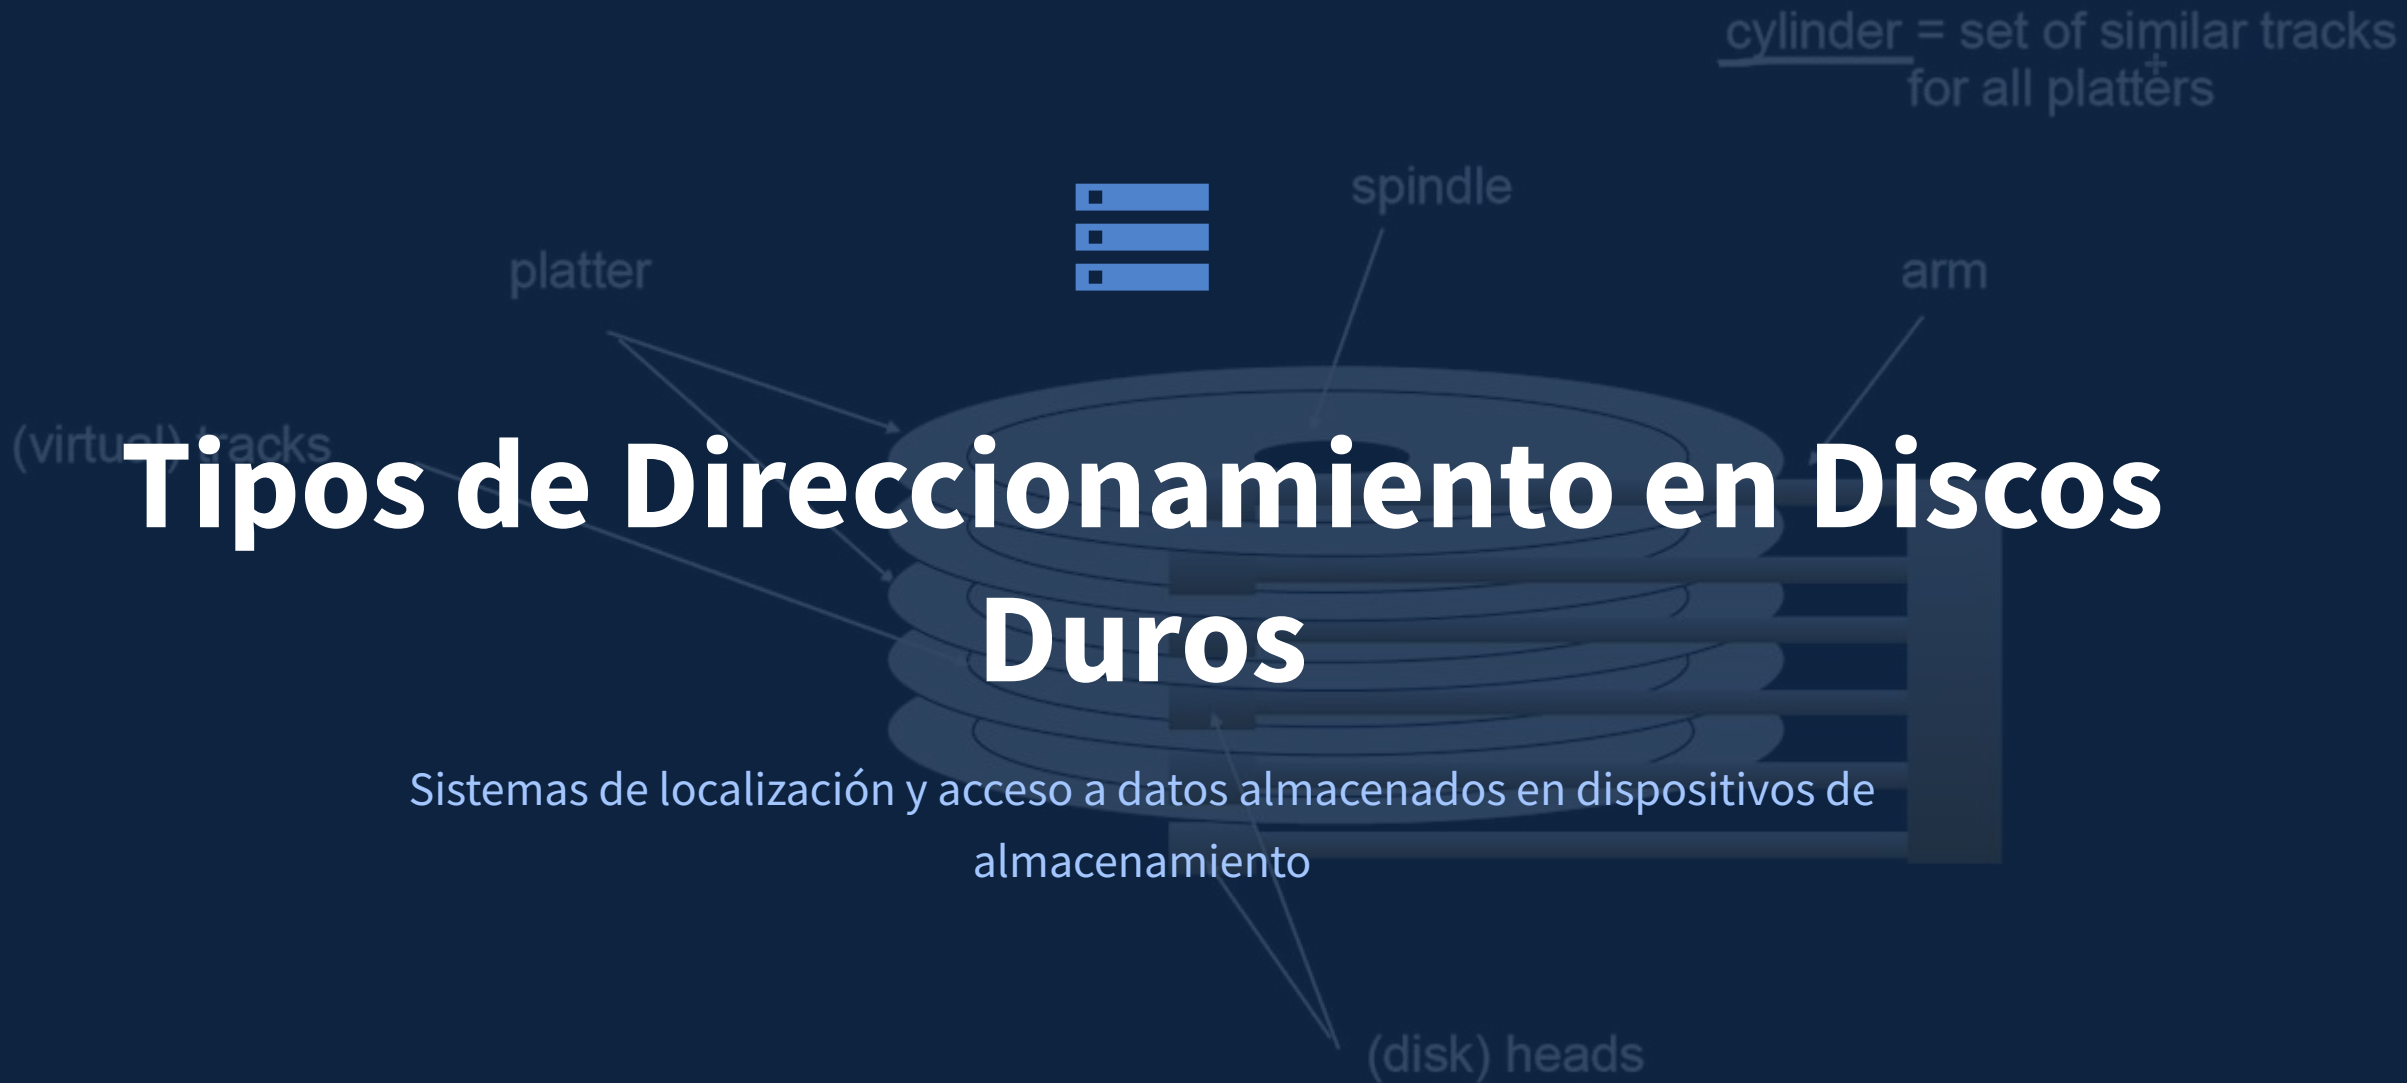 cylinder = set of similar tracks
for all platters
spindle
platter
arm
(virtual) tracks
Tipos de Direccionamiento en Discos
Duros
Sistemas de localización y acceso a datos almacenados en dispositivos de
almacenamiento
(disk) heads